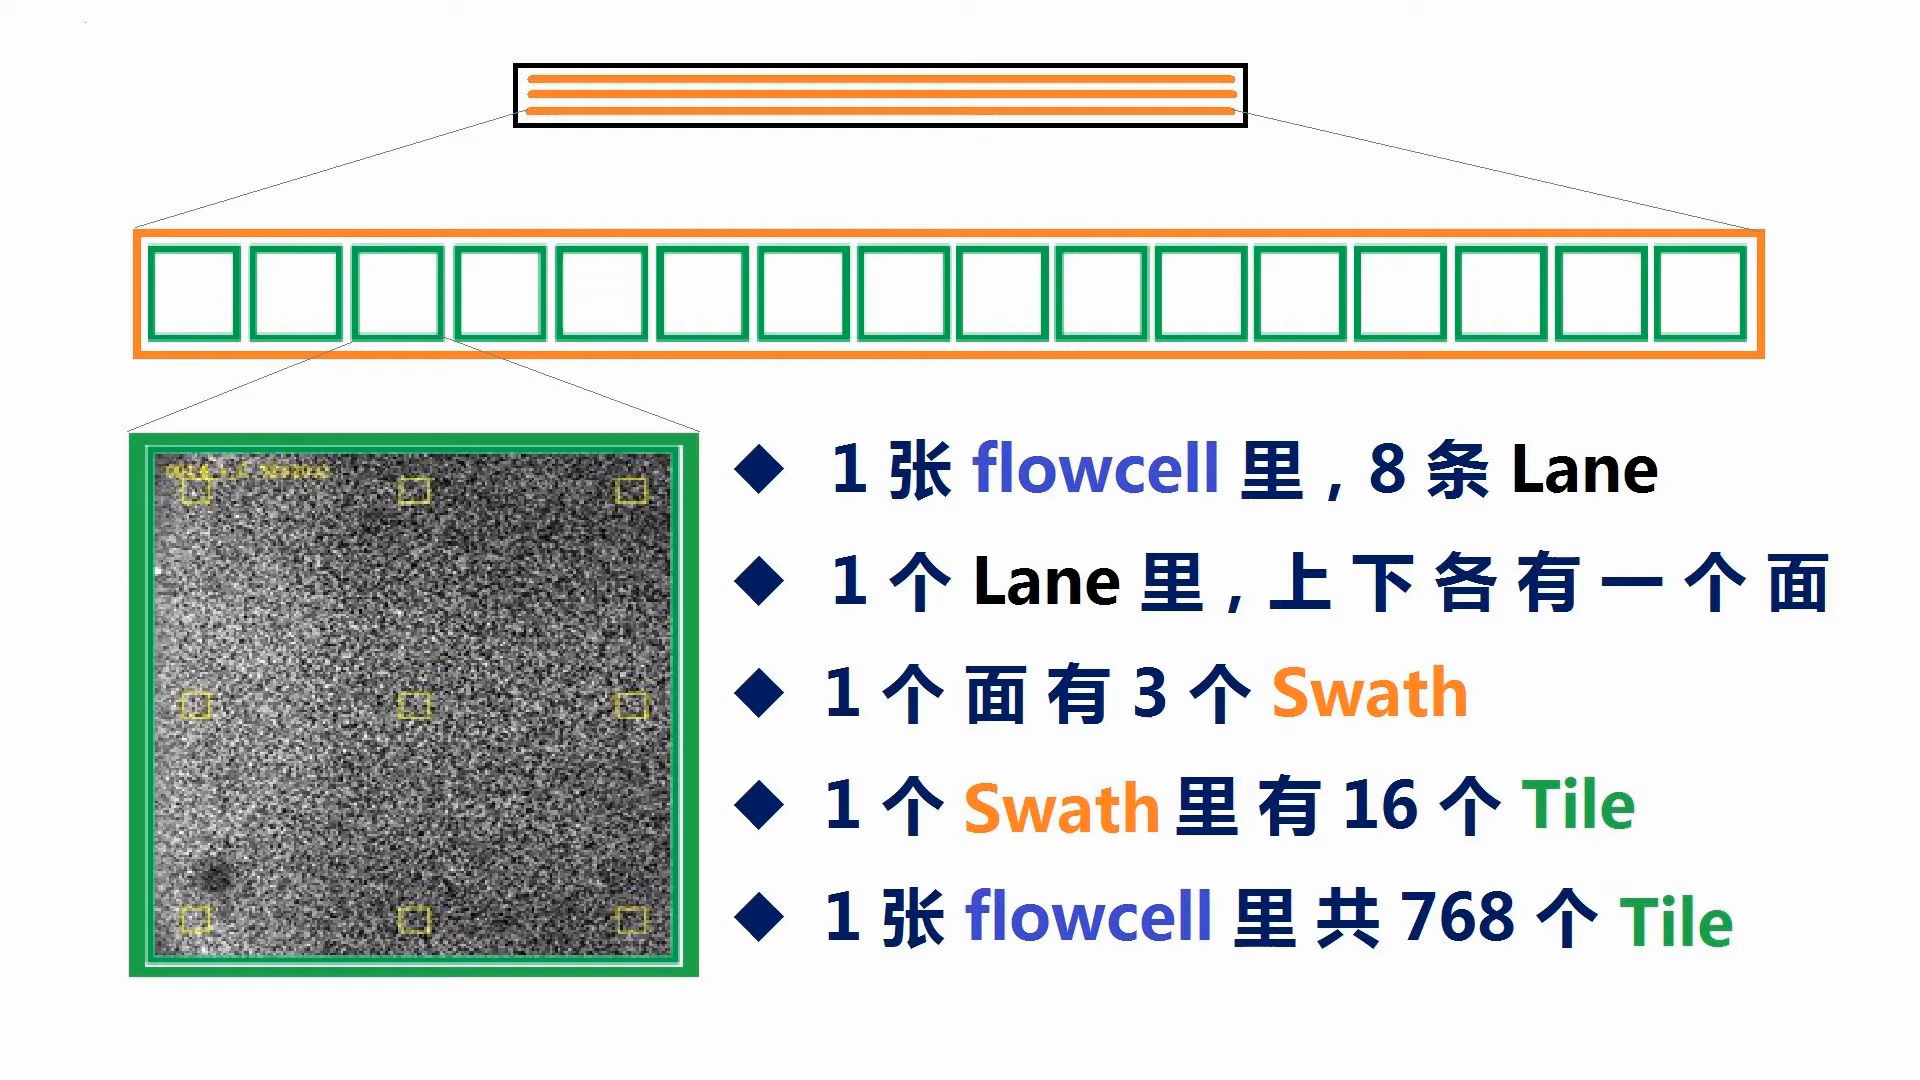 1 张 flowcell 里，8 条 Lane
1 个 Lane 里，上 下 各 有 一 个 面
1 个 面 有 3 个 Swath
1 个 Swath 里 有 16 个 Tile
1 张 flowcell 里 共 768 个 Tile